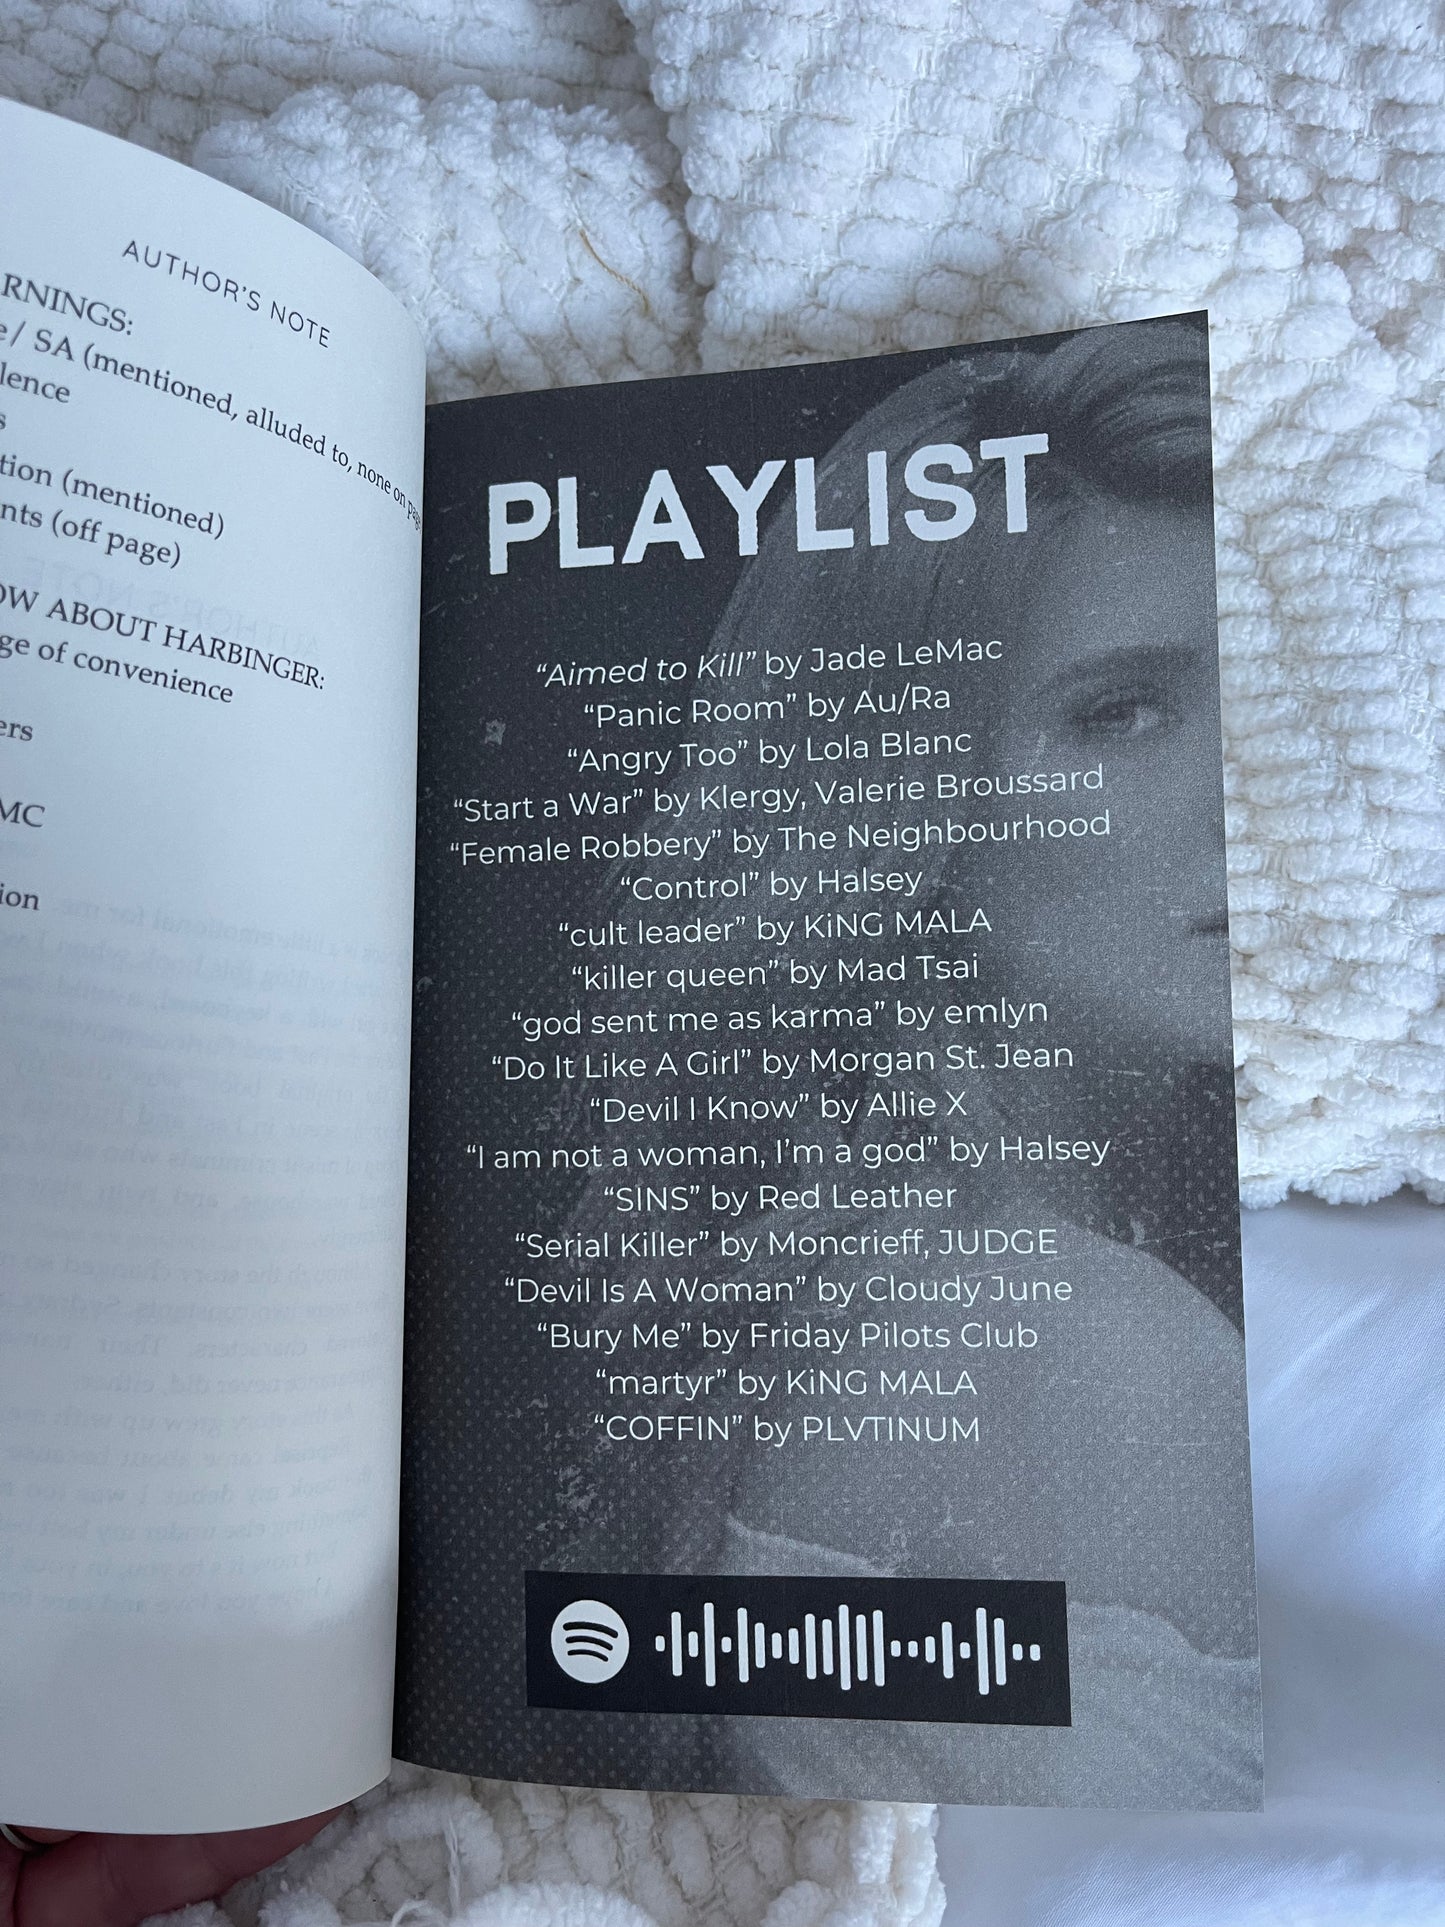 AUTHOR'S NOTE
RNINGS:
e/ SA (mentioned, alluded to, none on page
lence
s
tion (mentioned)
nts (off page)
OW ABOUT HARBINGER:
ge of convenience
ers
MC
ion
PLAYLIST
“Aimed to Kill” by Jade LeMac
“Panic Room” by Au/Ra
“Angry Too” by Lola Blanc
“Start a War” by Klergy, Valerie Broussard
“Female Robbery” by The Neighbourhood
“Control” by Halsey
“cult leader” by KiNG MALA
“killer queen” by Mad Tsai
“god sent me as karma” by emlyn
“Do It Like A Girl” by Morgan St. Jean
“Devil I Know” by Allie X
“I am not a woman, I’m a god” by Halsey
“SINS” by Red Leather
“Serial Killer” by Moncrieff, JUDGE
“Devil Is A Woman” by Cloudy June
“Bury Me” by Friday Pilots Club
“martyr” by KiNG MALA
“COFFIN” by PLVTINUM